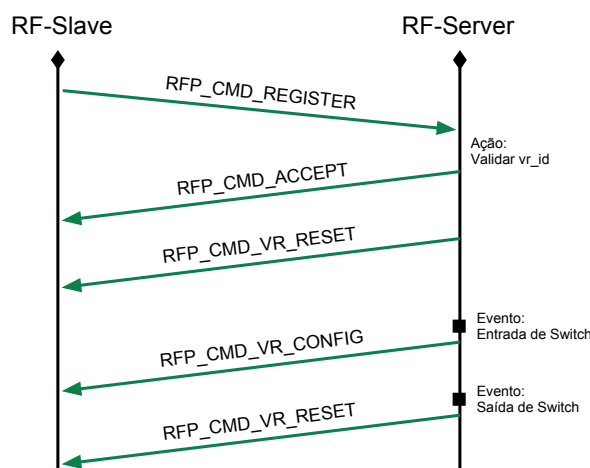 RF-Slave
RF-Server
RFP_CMD_REGISTER
Ação:
Validar vr_id
RFP_CMD_ACCEPT
RFP_CMD_VR_RESET
Evento:
Entrada de Switch
RFP_CMD_VR_CONFIG
Evento:
Saída de Switch
RFP_CMD_VR_RESET